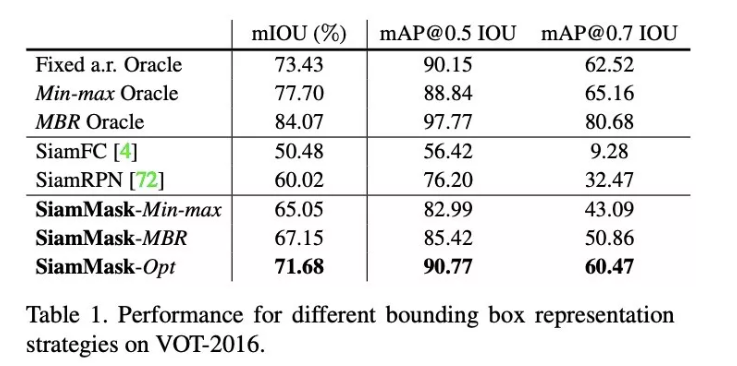 mIOU (%) mAP@0.5 IOU mAP@0.7 IOU
Fixed a.r. Oracle 73.43 90.15 62.52
Min-max Oracle 77.70 88.84 65.16
MBR Oracle 84.07 97.77 80.68
SiamFC [4] 50.48 56.42 9.28
SiamRPN [72] 60.02 76.20 32.47
SiamMask-Min-max 65.05 82.99 43.09
SiamMask-MBR 67.15 85.42 50.86
SiamMask-Opt 71.68 90.77 60.47
Table 1. Performance for different bounding box representation
strategies on VOT-2016.